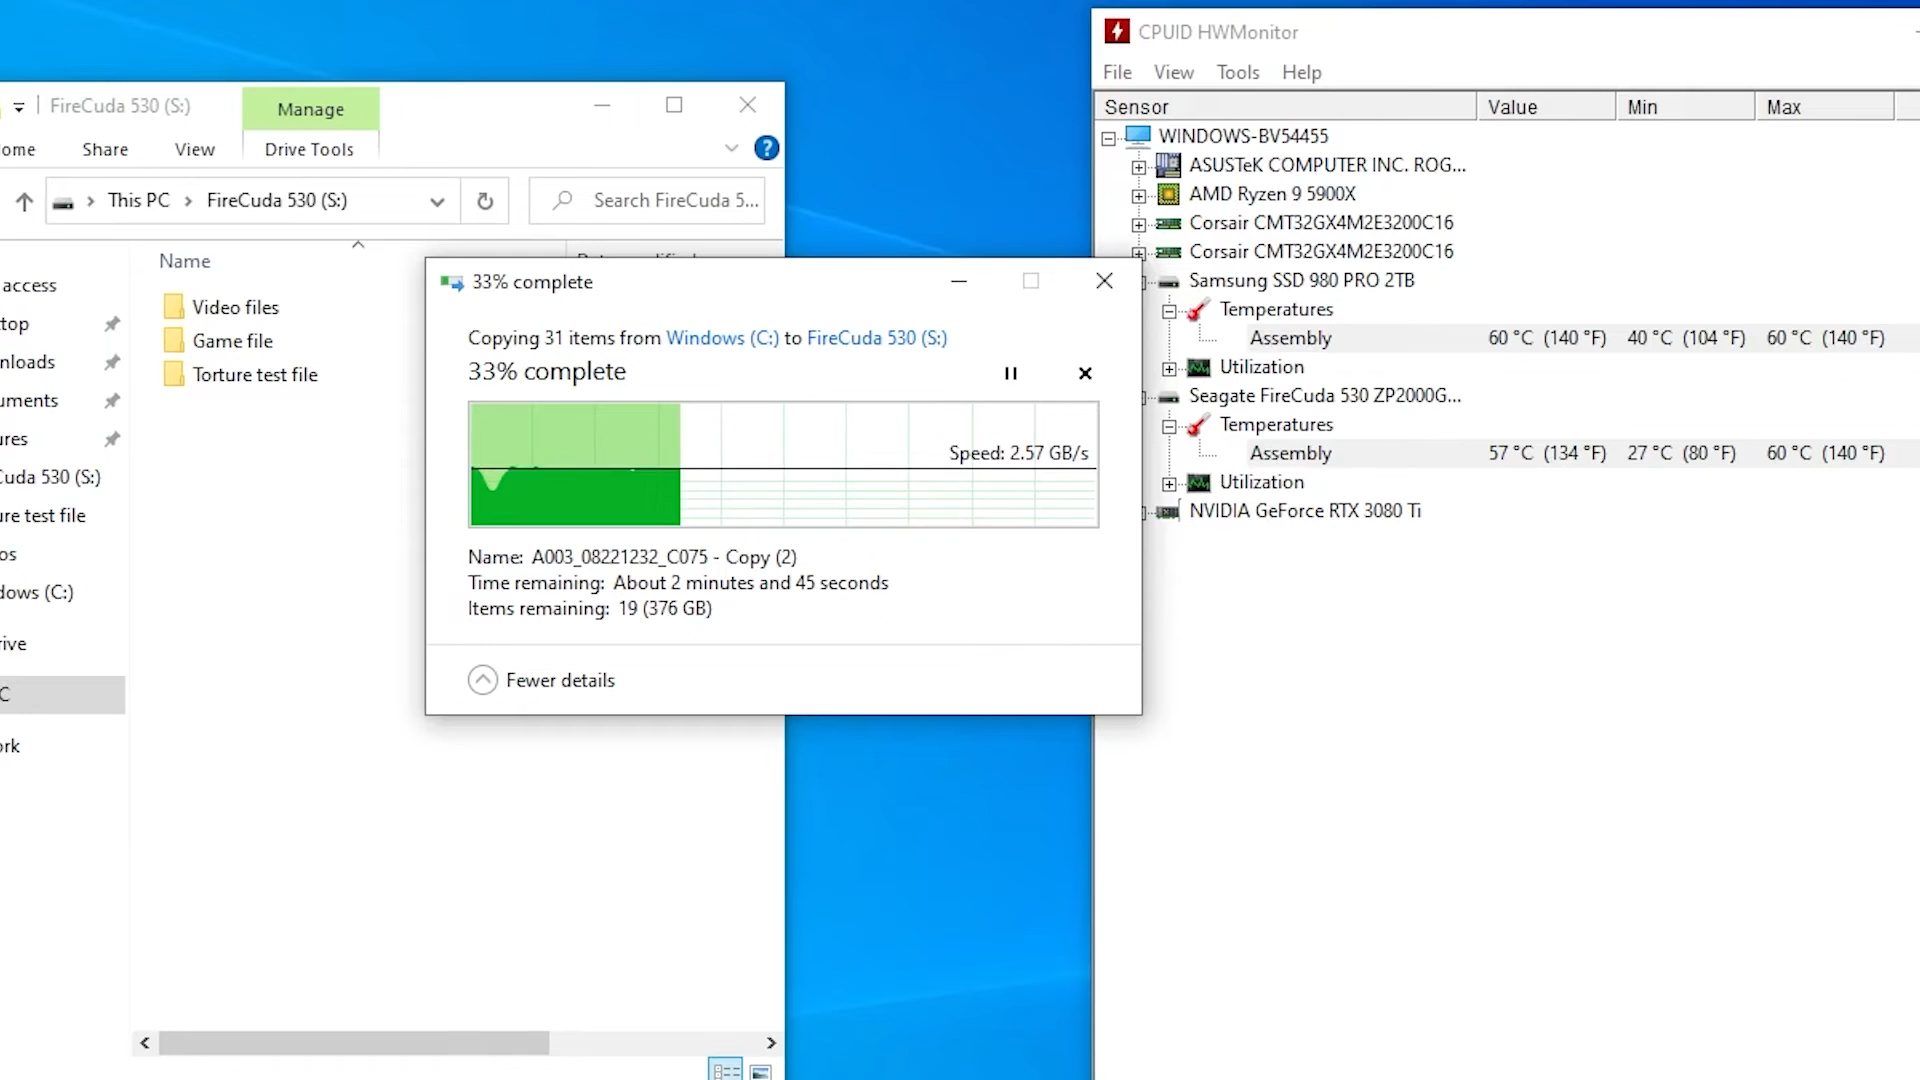 FireCuda 530 (S:)
Manage
ome
Share
View
Drive Tools
?
This PC
FireCuda 530 (S:)
Search FireCuda 5...
Name
access
top
nloads
uments
ures
Cuda 530 (S:)
ure test file
os
dows (C:)
rive
C
ork
Video files
Game file
Torture test file
33% complete
Copying 31 items from Windows (C:) to FireCuda 530 (S:)
33% complete
Speed: 2.57 GB/s
Name: A003_08221232_C075 - Copy (2)
Time remaining: About 2 minutes and 45 seconds
Items remaining: 19 (376 GB)
Fewer details
CPUID HWMonitor
File View Tools Help
Sensor Value Min Max
WINDOWS-BV54455
ASUSTeK COMPUTER INC. ROG...
AMD Ryzen 9 5900X
Corsair CMT32GX4M2E3200C16
Corsair CMT32GX4M2E3200C16
Samsung SSD 980 PRO 2TB
Temperatures
Assembly 60 °C (140 °F) 40 °C (104 °F) 60 °C (140 °F)
Utilization
Seagate FireCuda 530 ZP2000G...
Temperatures
Assembly 57 °C (134 °F) 27 °C (80 °F) 60 °C (140 °F)
Utilization
NVIDIA GeForce RTX 3080 Ti